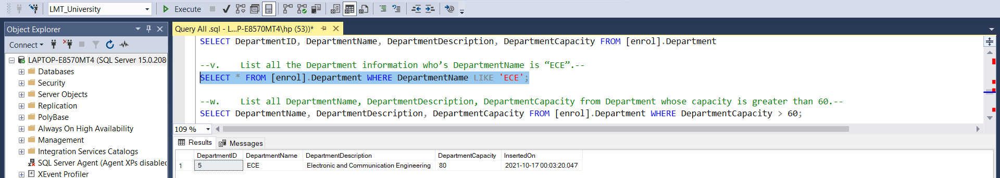 LMT_University
Execute
Object Explorer
Query All .sql - L...P-E8570MT4\hp (53))*
Connect
LAPTOP-E8570MT4 (SQL Server 15.0.208
Databases
Security
Server Objects
Replication
PolyBase
Always On High Availability
Management
Integration Services Catalogs
SQL Server Agent (Agent XPs disabled
XEvent Profiler
SELECT DepartmentID, DepartmentName, DepartmentDescription, DepartmentCapacity FROM [enrol].Department
--v.    List all the Department information who’s DepartmentName is “ECE”.--
SELECT * FROM [enrol].Department WHERE DepartmentName LIKE 'ECE';
--w.    List all DepartmentName, DepartmentDescription, DepartmentCapacity from Department whose capacity is greater than 60.--
SELECT DepartmentName, DepartmentDescription, DepartmentCapacity FROM [enrol].Department WHERE DepartmentCapacity > 60;
109 %
Results Messages
DepartmentID DepartmentName DepartmentDescription DepartmentCapacity InsertedOn
1 5 ECE Electronic and Communication Engineering 80 2021-10-17 00:03:20.047